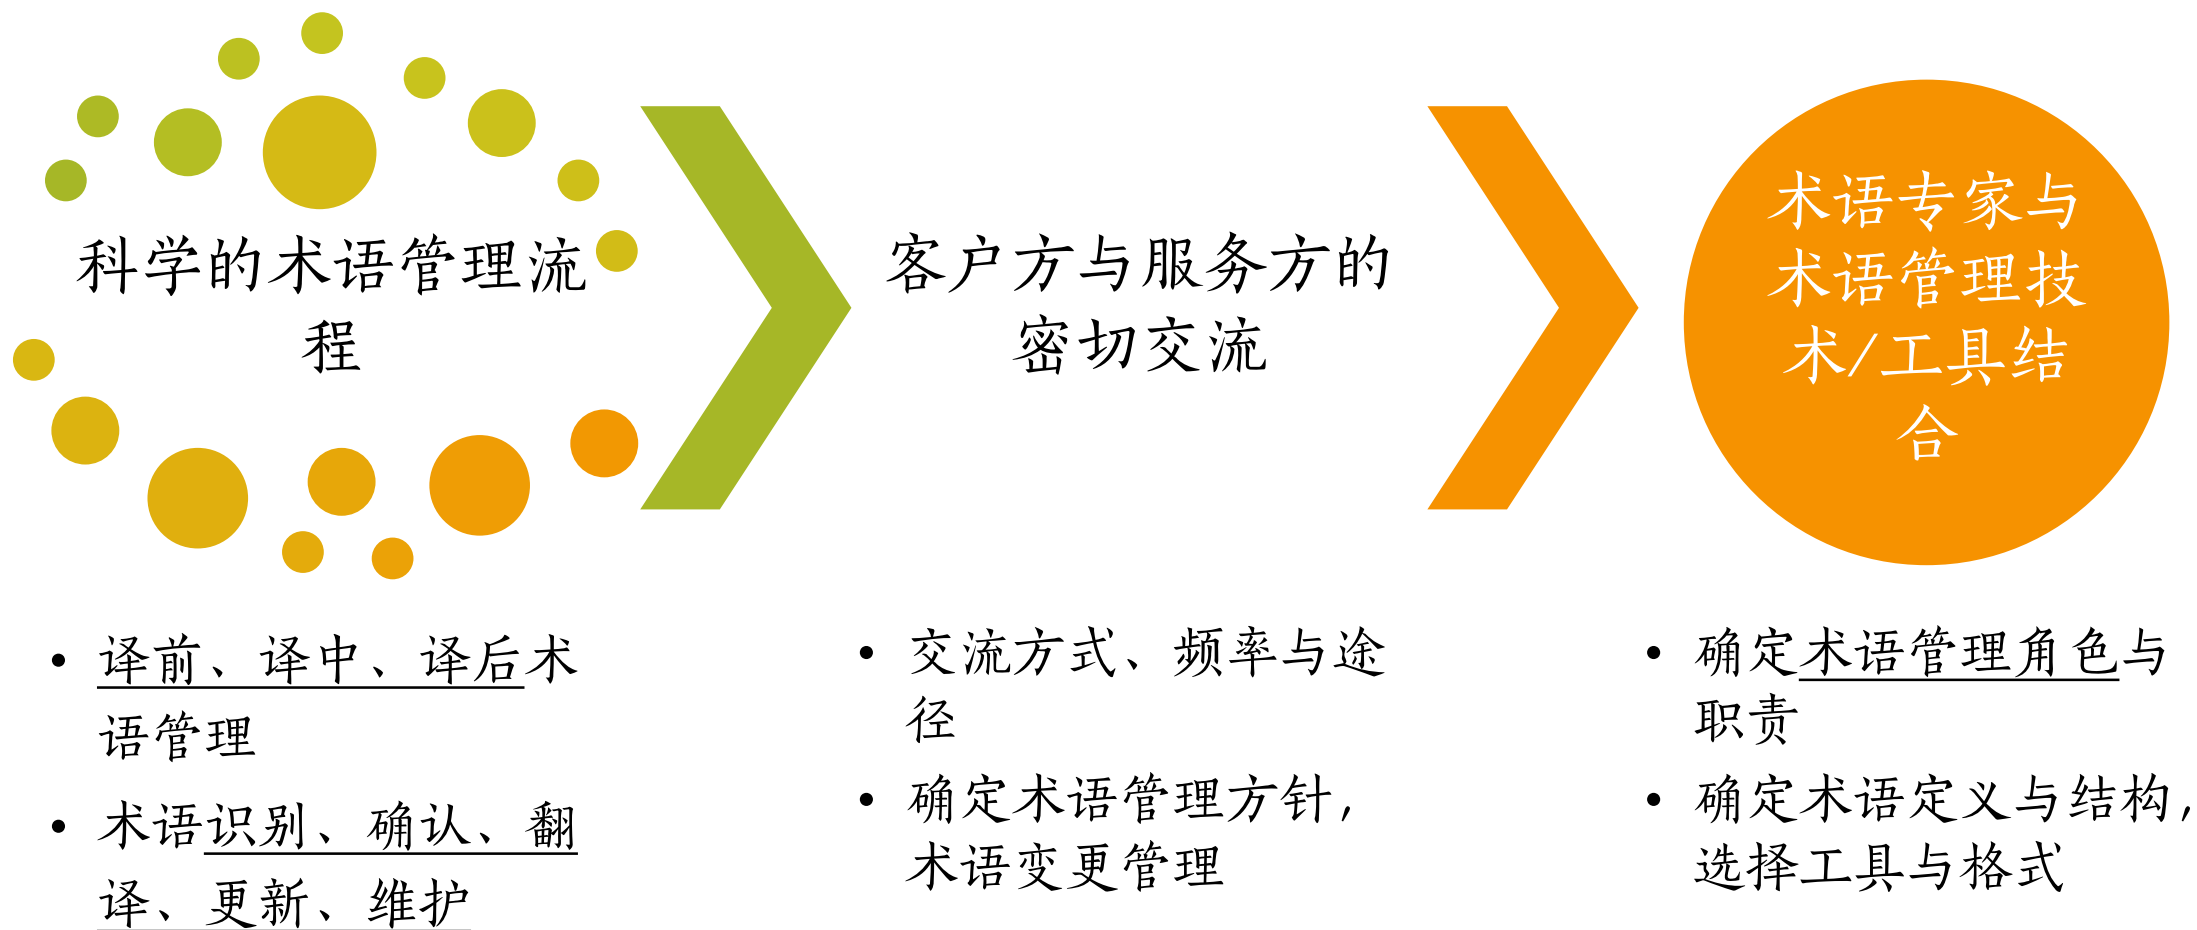 科学的术语管理流
程
客户方与服务方的
密切交流
术语专家与
术语管理技
术/工具结
合
• 译前、译中、译后术
语管理
• 术语识别、确认、翻
译、更新、维护
• 交流方式、频率与途
径
• 确定术语管理方针，
术语变更管理
• 确定术语管理角色与
职责
• 确定术语定义与结构，
选择工具与格式